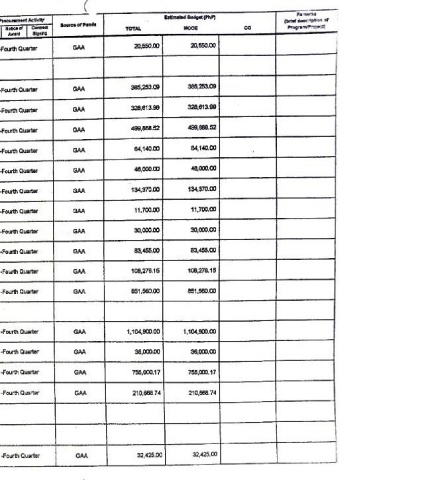 Procurement Activity Source of Funds Estimated Budget (PhP) Remarks (brief description of Program/Project)
Notice of Award Contract Signing TOTAL MOOE CO
-Fourth Quarter GAA 20,550.00 20,550.00
-Fourth Quarter GAA 365,253.09 365,253.09
-Fourth Quarter GAA 328,613.99 328,613.99
-Fourth Quarter GAA 499,868.52 499,868.52
-Fourth Quarter GAA 64,140.00 64,140.00
-Fourth Quarter GAA 46,000.00 46,000.00
-Fourth Quarter GAA 134,370.00 134,370.00
-Fourth Quarter GAA 11,700.00 11,700.00
-Fourth Quarter GAA 30,000.00 30,000.00
-Fourth Quarter GAA 83,455.00 83,455.00
-Fourth Quarter GAA 108,278.15 108,278.15
-Fourth Quarter GAA 851,560.00 851,560.00
-Fourth Quarter GAA 1,104,900.00 1,104,900.00
-Fourth Quarter GAA 36,000.00 36,000.00
-Fourth Quarter GAA 755,000.17 755,000.17
-Fourth Quarter GAA 210,668.74 210,668.74
-Fourth Quarter GAA 32,425.00 32,425.00